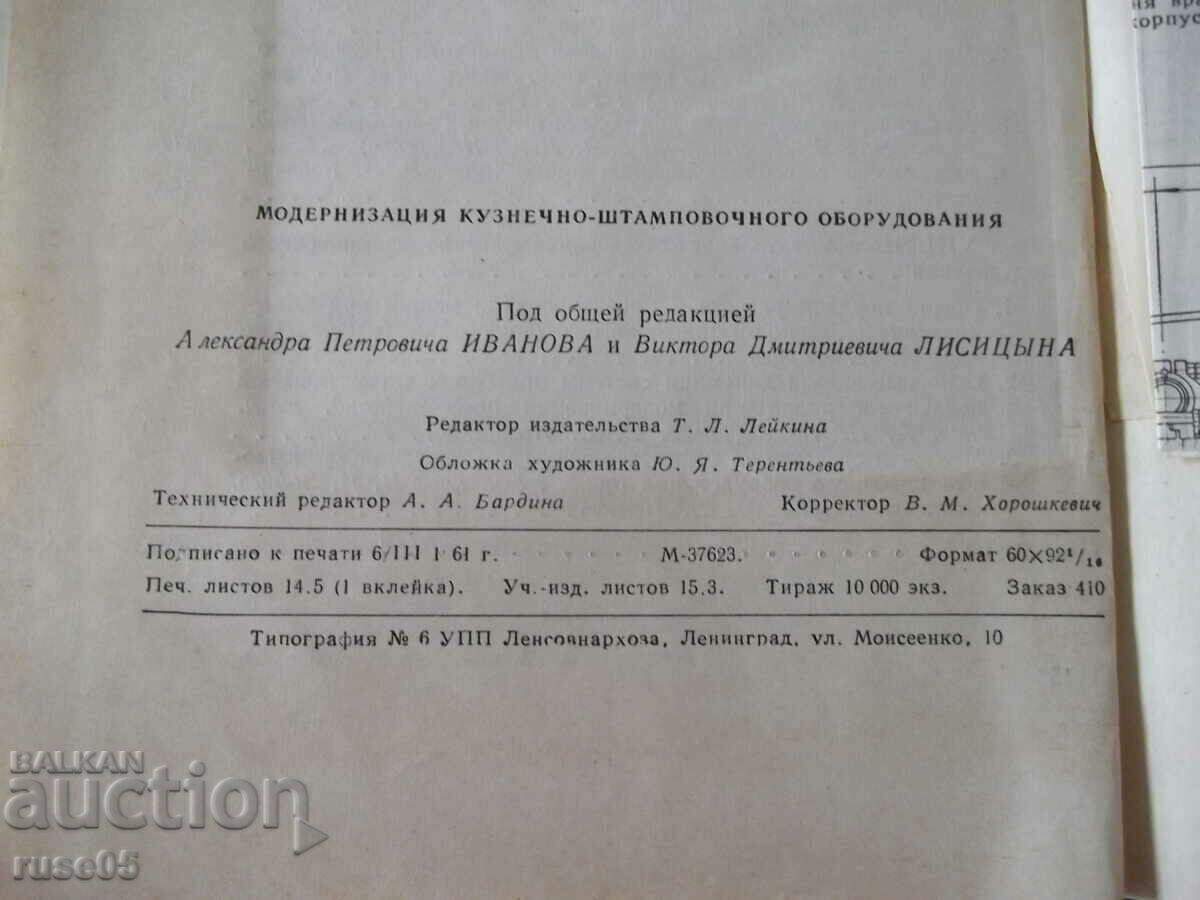 МОДЕРНИЗАЦИЯ КУЗНЕЧНО-ШТАМПОВОЧНОГО ОБОРУДОВАНИЯ
Под общей редакцией
Александра Петровича ИВАНОВА и Виктора Дмитриевича ЛИСИЦЫНА
Редактор издательства Т. Л. Лейкина
Обложка художника Ю. Я. Терентьева
Технический редактор А. А. Бардина Корректор В. М. Хорошкевич
Подписано к печати 6/III 1961 г. М-37623. Формат 60×92¹/₁₆
Печ. листов 14.5 (1 вклейка). Уч.-изд. листов 15.3. Тираж 10 000 экз. Заказ 410
Типография № 6 УПП Ленсовнархоза, Ленинград, ул. Моисеенко, 10
корпус
BALKAN
auction
ruse05